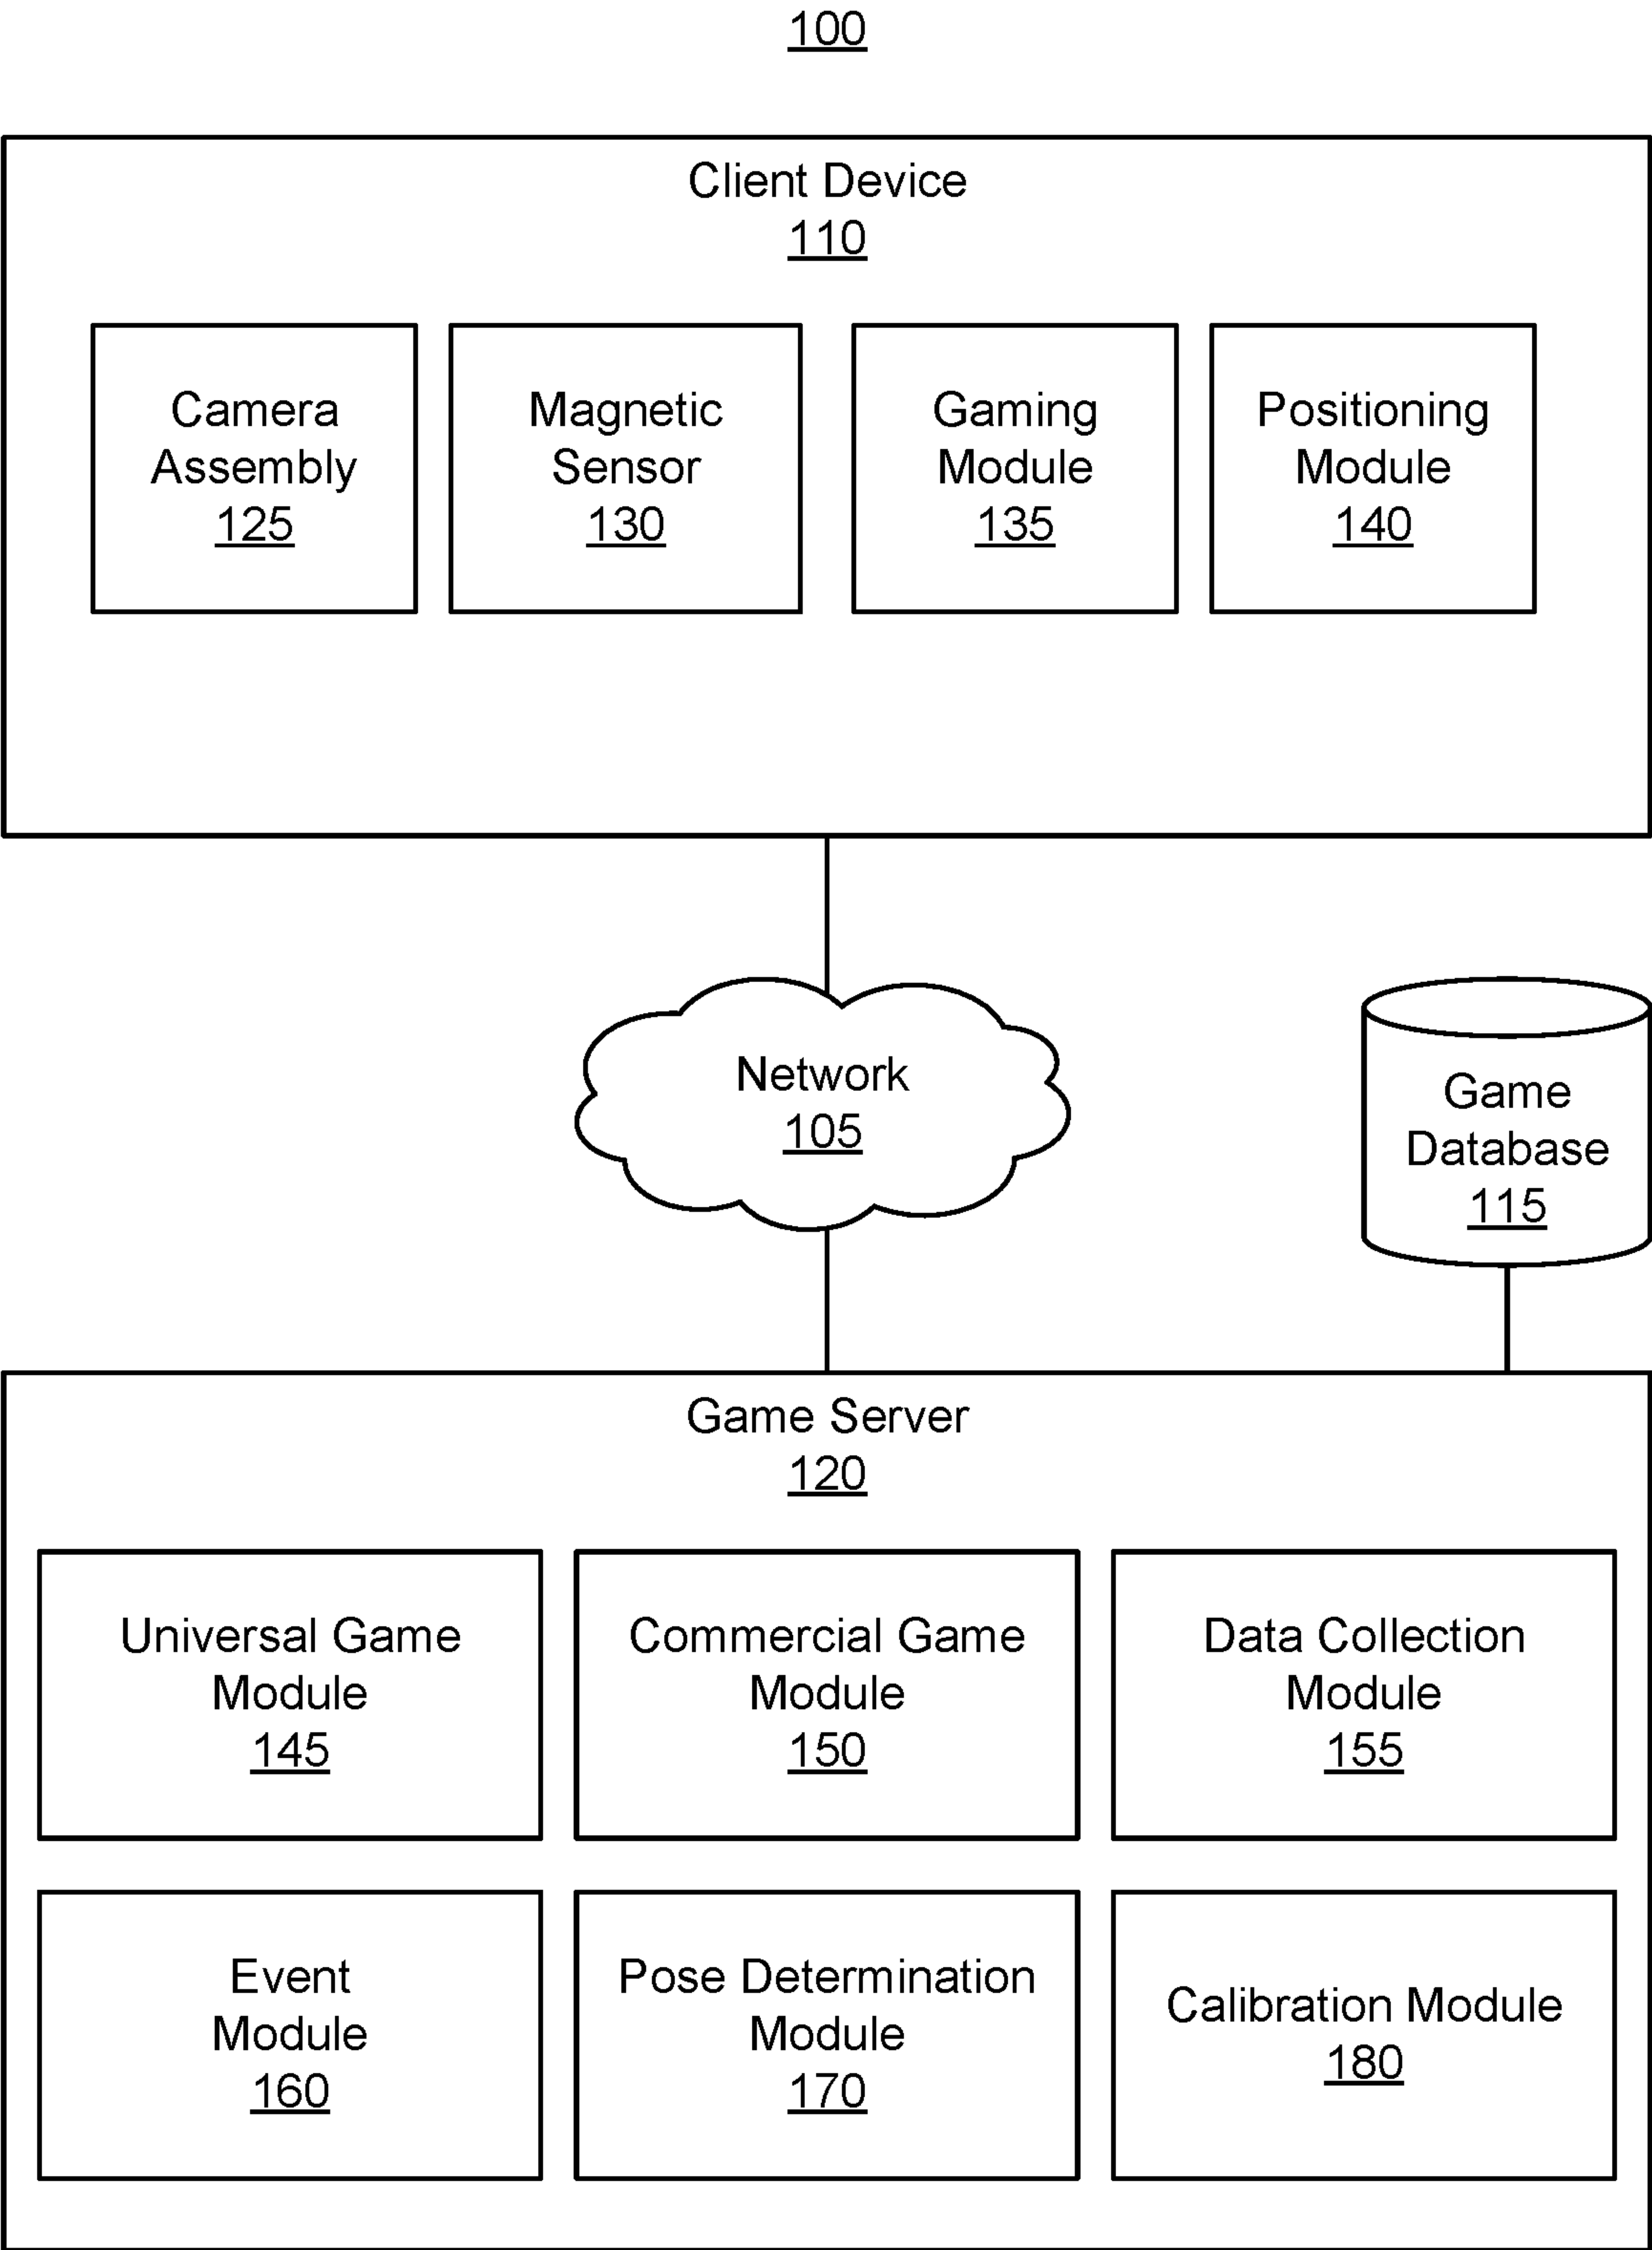 100
Client Device
110
Camera
Assembly
125
Magnetic
Sensor
130
Gaming
Module
135
Positioning
Module
140
Network
105
Game
Database
115
Game Server
120
Universal Game
Module
145
Commercial Game
Module
150
Data Collection
Module
155
Event
Module
160
Pose Determination
Module
170
Calibration Module
180